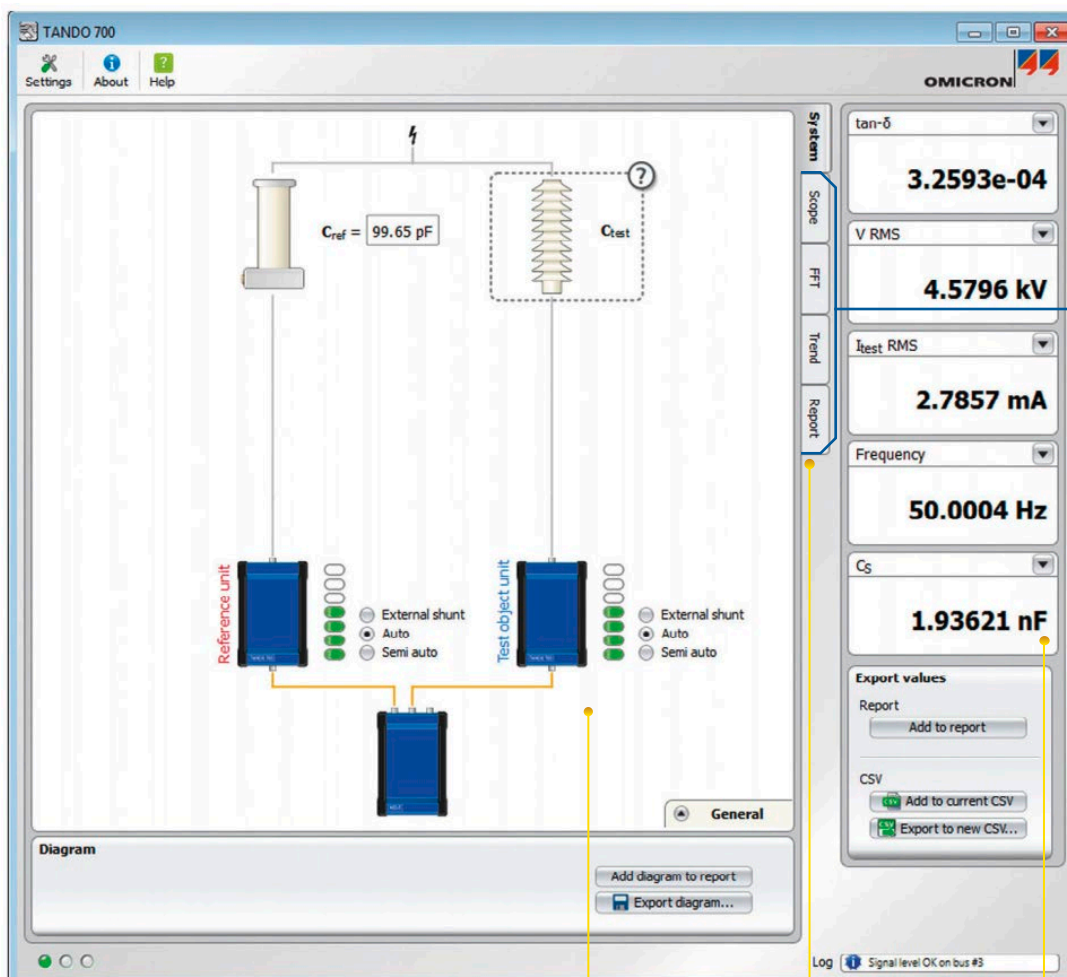 TANDO 700
Settings About Help
OMICRON
System
Scope
FFT
Trend
Report
Cref = 99.65 pF
Ctest
Reference unit
External shunt
Auto
Semi auto
Test object unit
External shunt
Auto
Semi auto
General
Diagram
Add diagram to report
Export diagram...
tan-δ
3.2593e-04
V RMS
4.5796 kV
Itest RMS
2.7857 mA
Frequency
50.0004 Hz
CS
1.93621 nF
Export values
Report
Add to report
CSV
Add to current CSV
Export to new CSV...
Log Signal level OK on bus #3